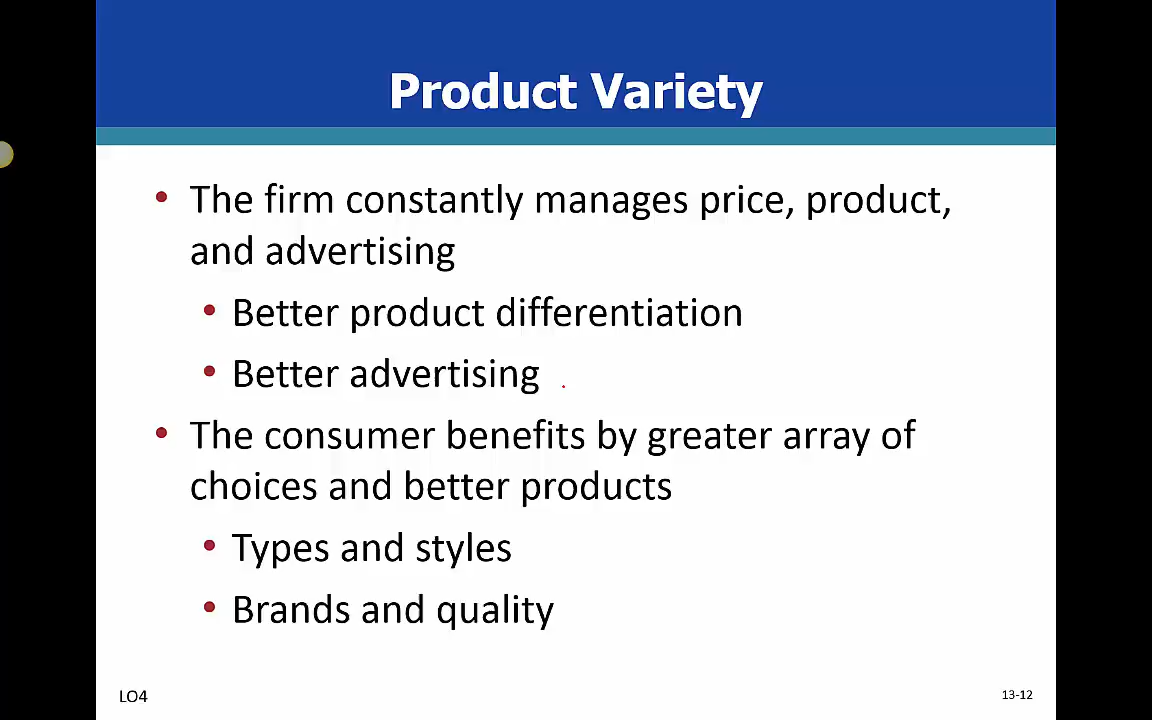 Product Variety
• The firm constantly manages price, product,
and advertising
• Better product differentiation
• Better advertising
• The consumer benefits by greater array of
choices and better products
• Types and styles
• Brands and quality
LO4
13-12